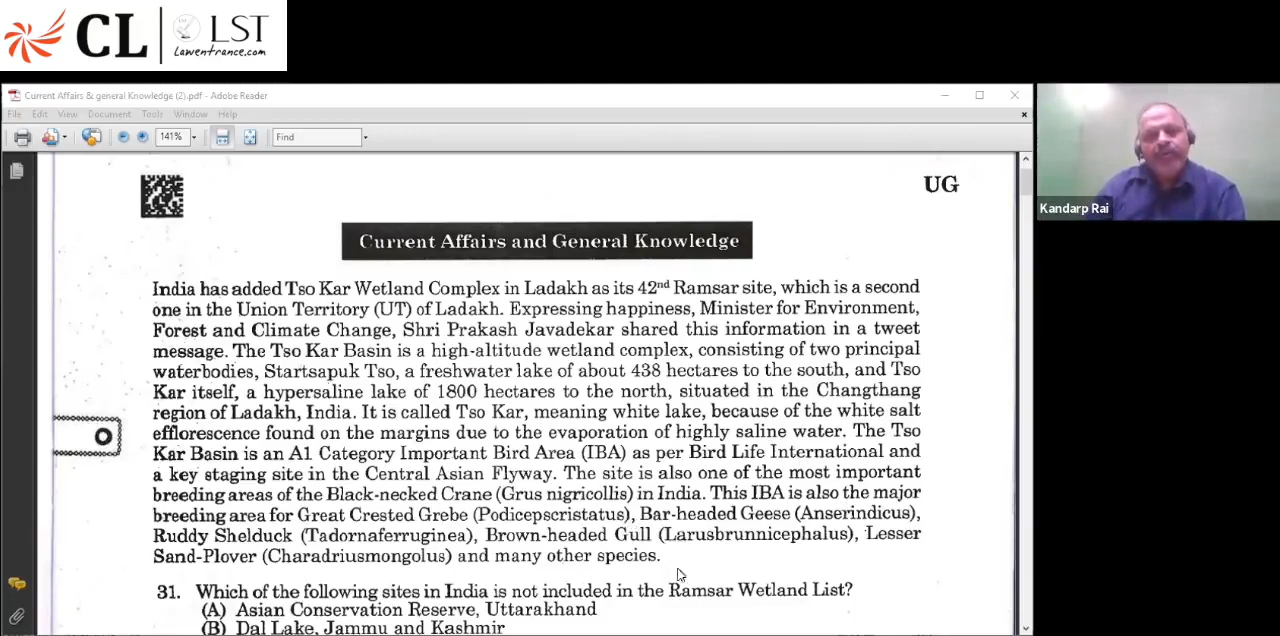 CL LST
Lawentrance.com
Current Affairs & general Knowledge (2).pdf - Adobe Reader
File Edit View Document Tools Window Help
141% Find
UG
Kandarp Rai
Current Affairs and General Knowledge
India has added Tso Kar Wetland Complex in Ladakh as its 42nd Ramsar site, which is a second
one in the Union Territory (UT) of Ladakh. Expressing happiness, Minister for Environment,
Forest and Climate Change, Shri Prakash Javadekar shared this information in a tweet
message. The Tso Kar Basin is a high-altitude wetland complex, consisting of two principal
waterbodies, Startsapuk Tso, a freshwater lake of about 438 hectares to the south, and Tso
Kar itself, a hypersaline lake of 1800 hectares to the north, situated in the Changthang
region of Ladakh, India. It is called Tso Kar, meaning white lake, because of the white salt
efflorescence found on the margins due to the evaporation of highly saline water. The Tso
Kar Basin is an A1 Category Important Bird Area (IBA) as per Bird Life International and
a key staging site in the Central Asian Flyway. The site is also one of the most important
breeding areas of the Black-necked Crane (Grus nigricollis) in India. This IBA is also the major
breeding area for Great Crested Grebe (Podicepscristatus), Bar-headed Geese (Anserindicus),
Ruddy Shelduck (Tadornaferruginea), Brown-headed Gull (Larusbrunnicephalus), Lesser
Sand-Plover (Charadriusmongolus) and many other species.
31. Which of the following sites in India is not included in the Ramsar Wetland List?
(A) Asian Conservation Reserve, Uttarakhand
(B) Dal Lake, Jammu and Kashmir